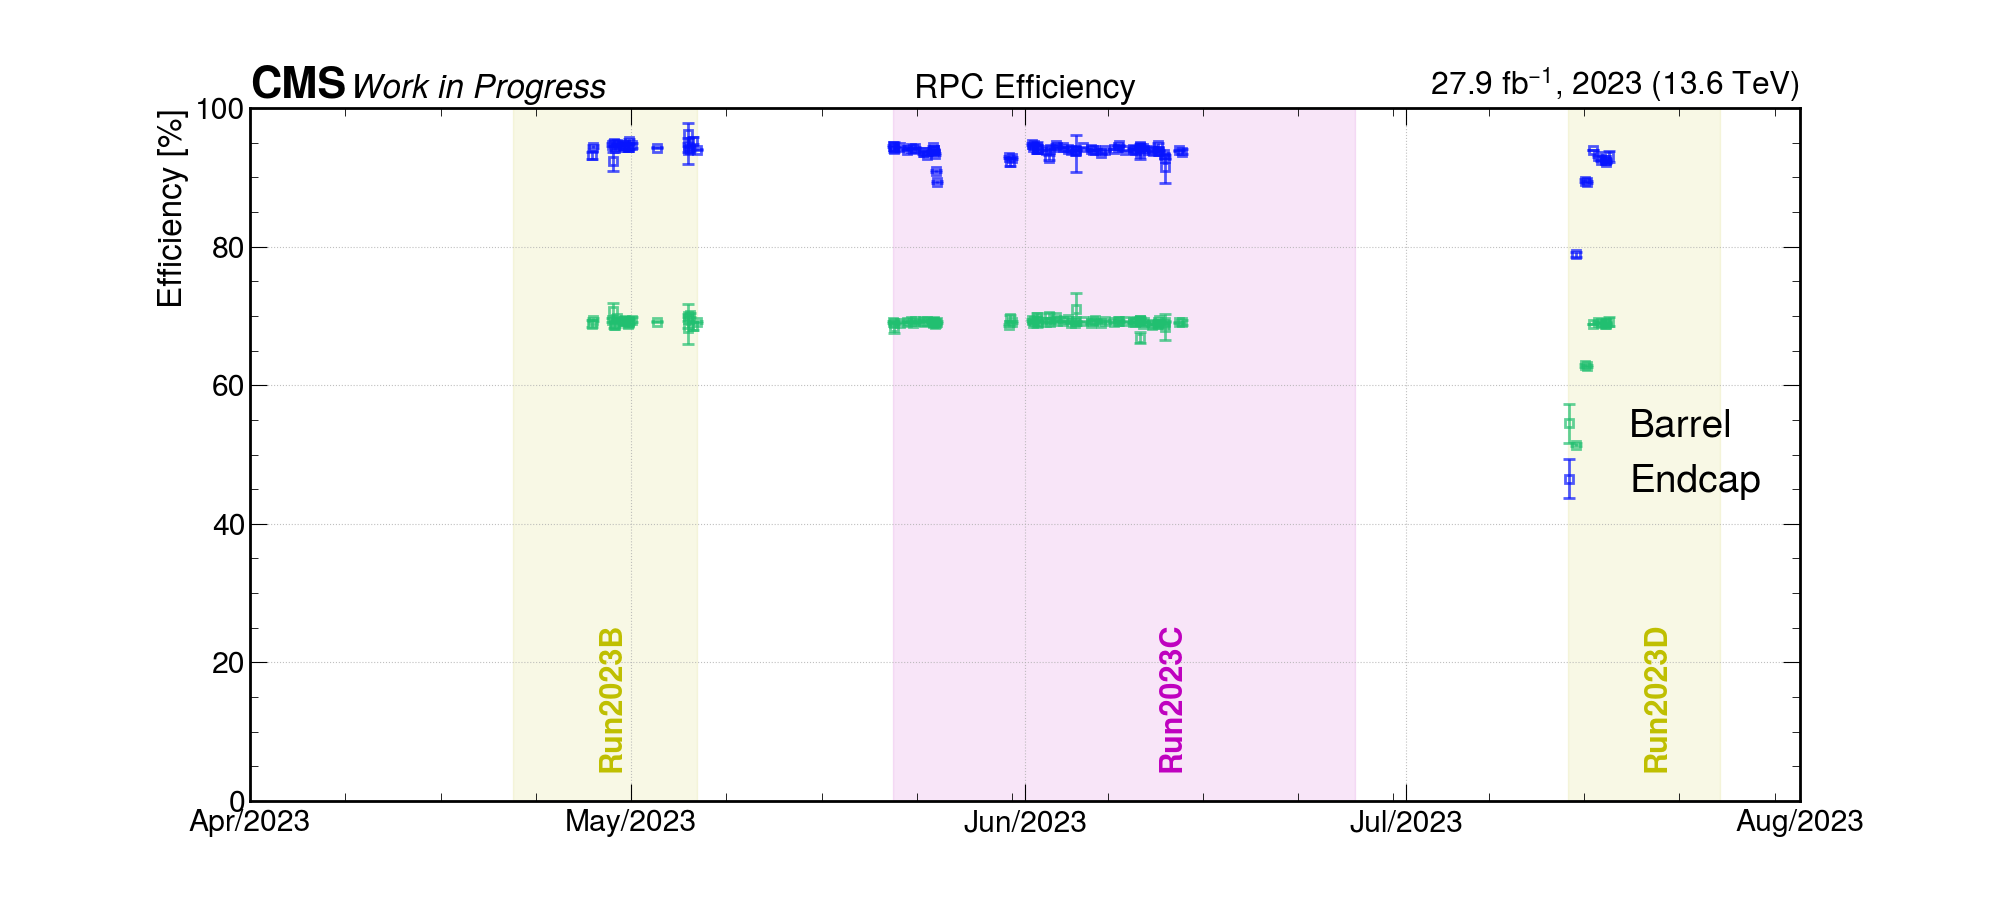 CMS Work in Progress RPC Efficiency 27.9 fb⁻¹, 2023 (13.6 TeV)
Efficiency [%]
100
80
60
40
20
0
Barrel
Endcap
Run2023B
Run2023C
Run2023D
Apr/2023 May/2023 Jun/2023 Jul/2023 Aug/2023